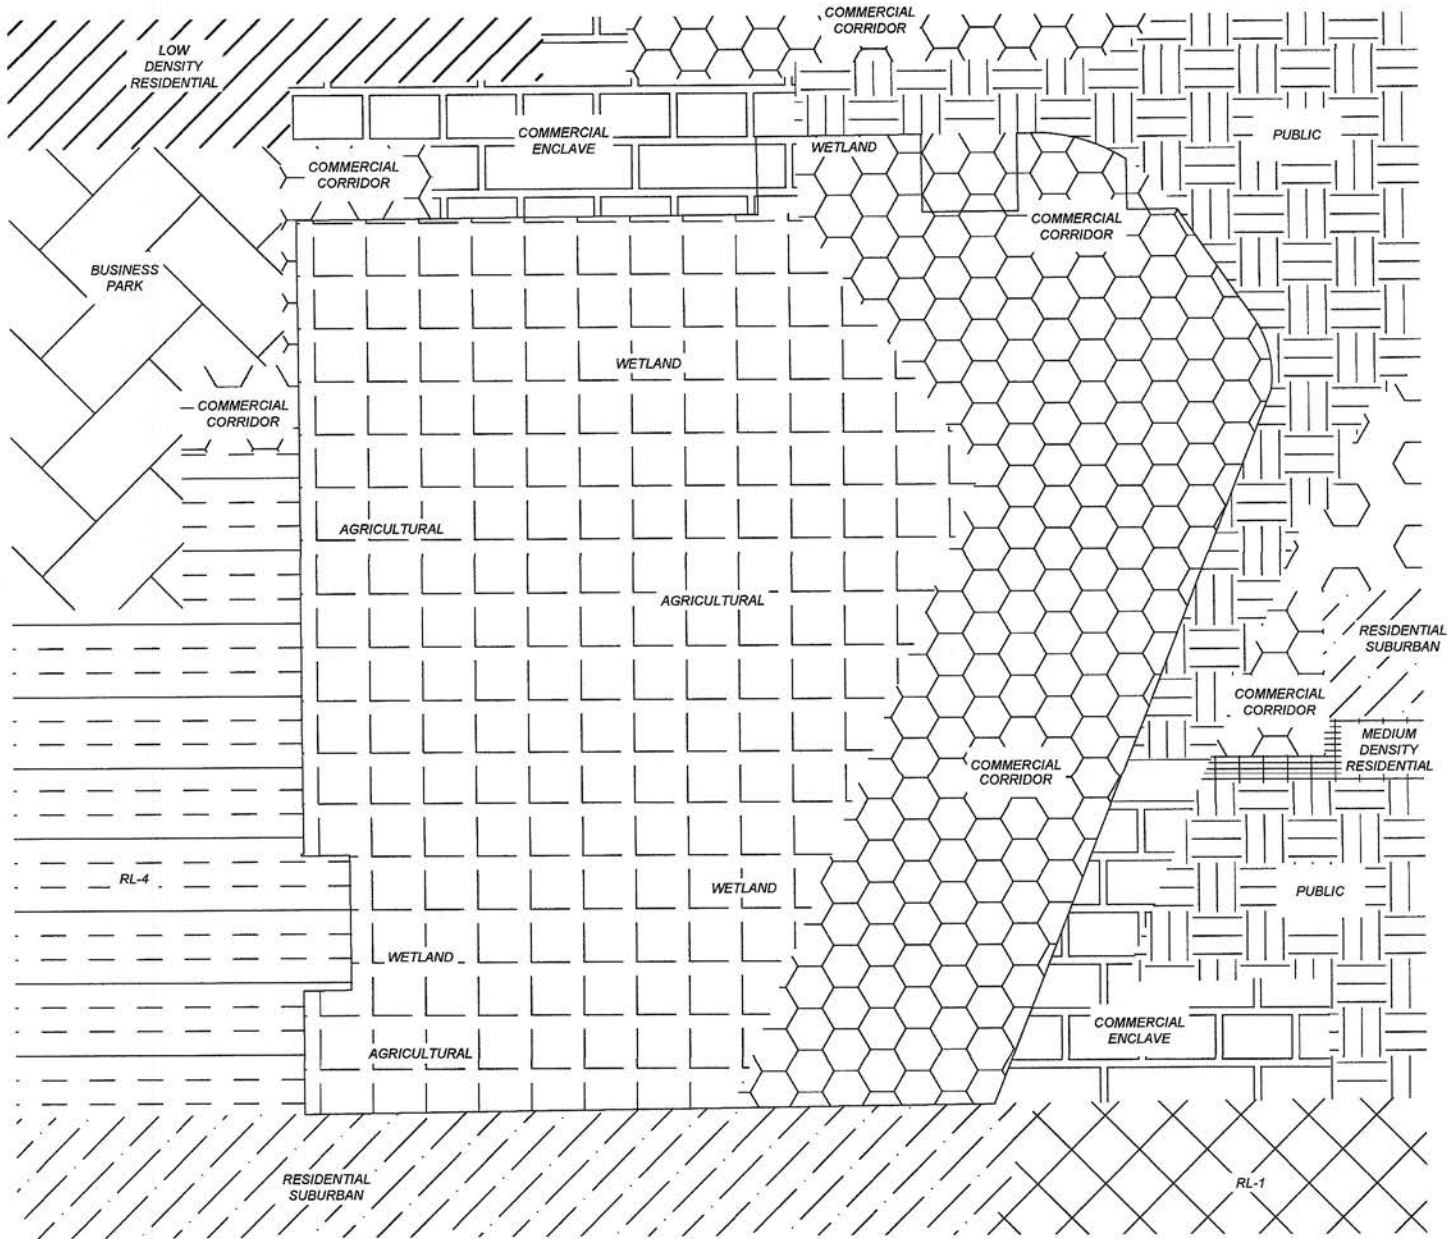 COMMERCIAL
CORRIDOR
LOW
DENSITY
RESIDENTIAL
COMMERCIAL
ENCLAVE
WETLAND
PUBLIC
COMMERCIAL
CORRIDOR
COMMERCIAL
CORRIDOR
BUSINESS
PARK
WETLAND
COMMERCIAL
CORRIDOR
AGRICULTURAL
AGRICULTURAL
RESIDENTIAL
SUBURBAN
COMMERCIAL
CORRIDOR
MEDIUM
DENSITY
RESIDENTIAL
COMMERCIAL
CORRIDOR
RL-4
WETLAND
PUBLIC
WETLAND
COMMERCIAL
ENCLAVE
AGRICULTURAL
RESIDENTIAL
SUBURBAN
RL-1